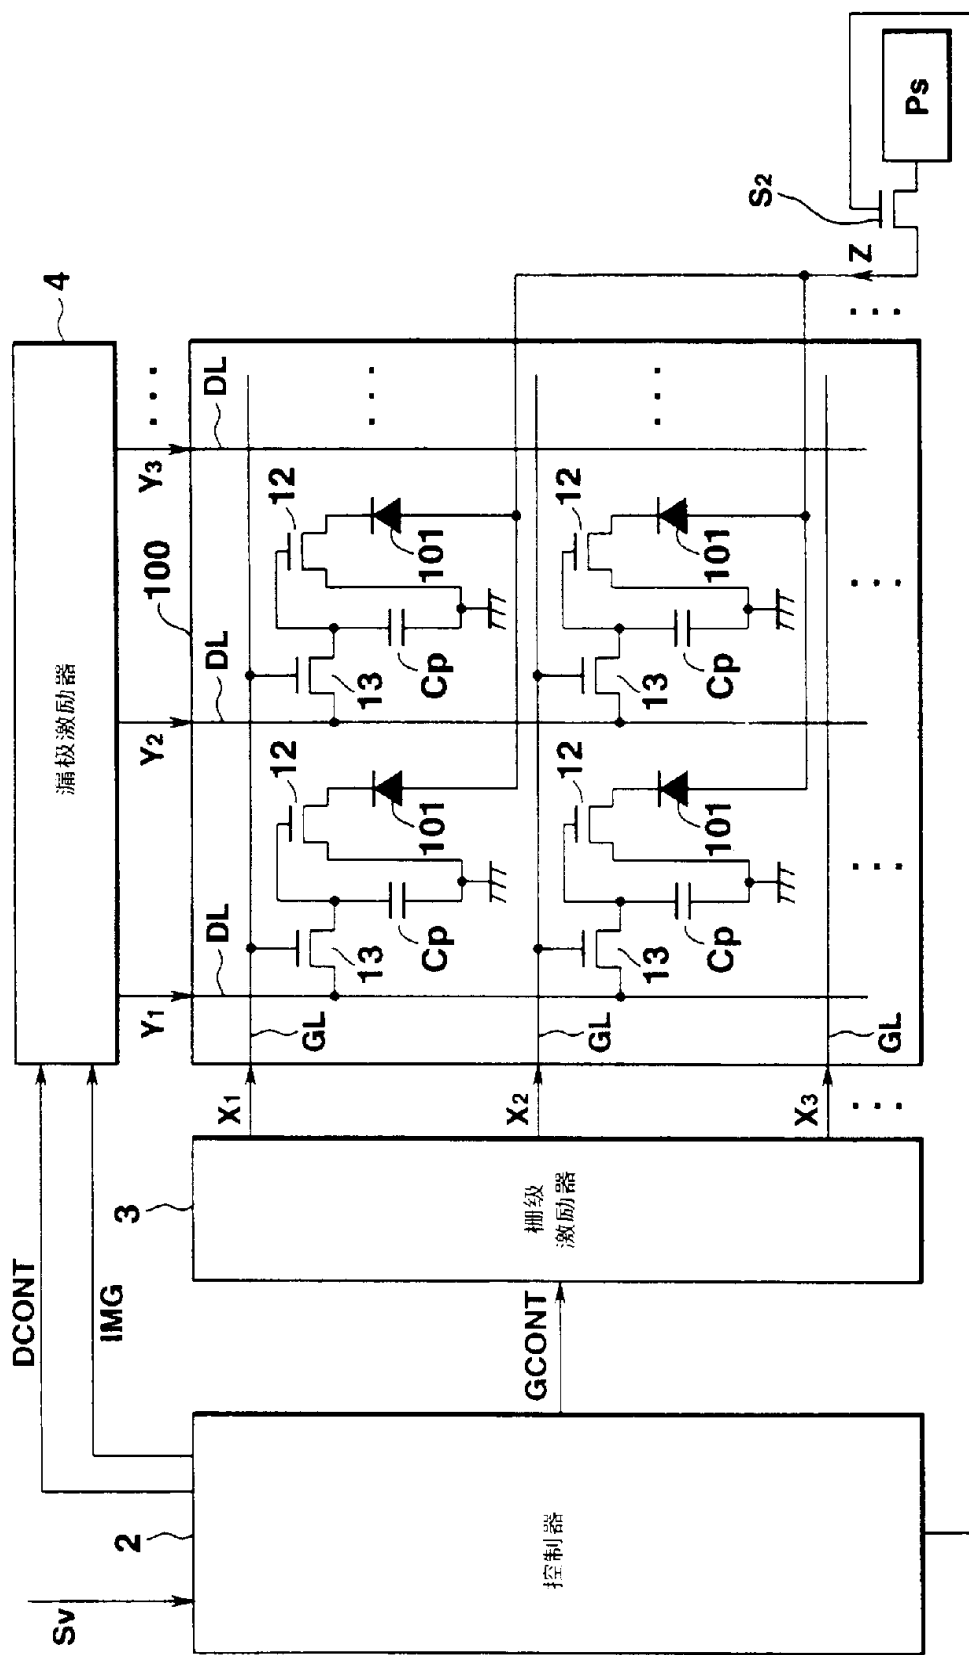 Sv
2
控制器
DCONT
IMG
GCONT
3
栅级
激励器
4
漏极激励器
Y1
Y2
Y3
···
100
DL
DL
DL
X1
GL
13
Cp
12
101
13
Cp
12
101
···
X2
GL
13
Cp
12
101
13
Cp
12
101
···
X3
GL
···
···
···
···
Z
S2
Ps